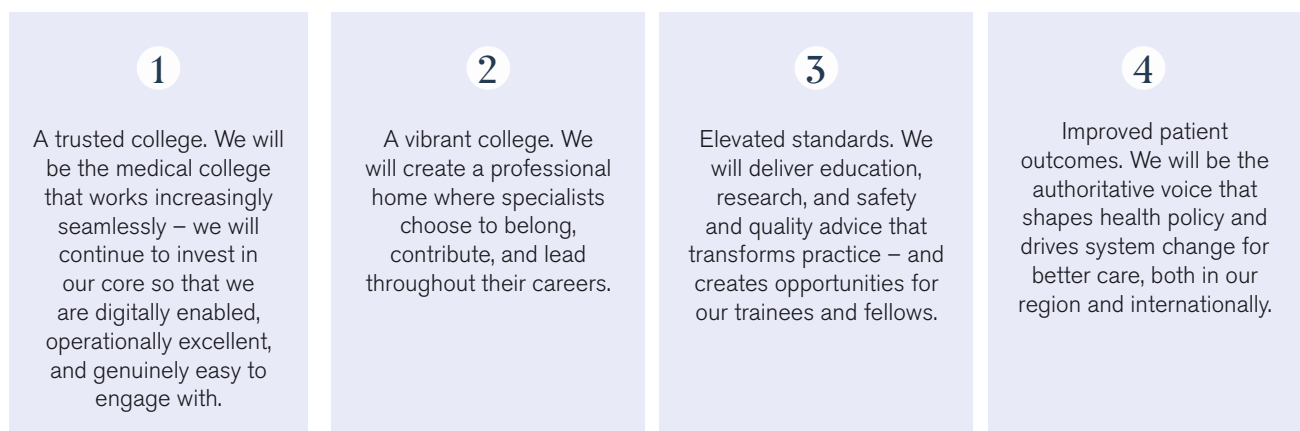 1
A trusted college. We will
be the medical college
that works increasingly
seamlessly – we will
continue to invest in
our core so that we
are digitally enabled,
operationally excellent,
and genuinely easy to
engage with.
2
A vibrant college. We
will create a professional
home where specialists
choose to belong,
contribute, and lead
throughout their careers.
3
Elevated standards. We
will deliver education,
research, and safety
and quality advice that
transforms practice – and
creates opportunities for
our trainees and fellows.
4
Improved patient
outcomes. We will be the
authoritative voice that
shapes health policy and
drives system change for
better care, both in our
region and internationally.